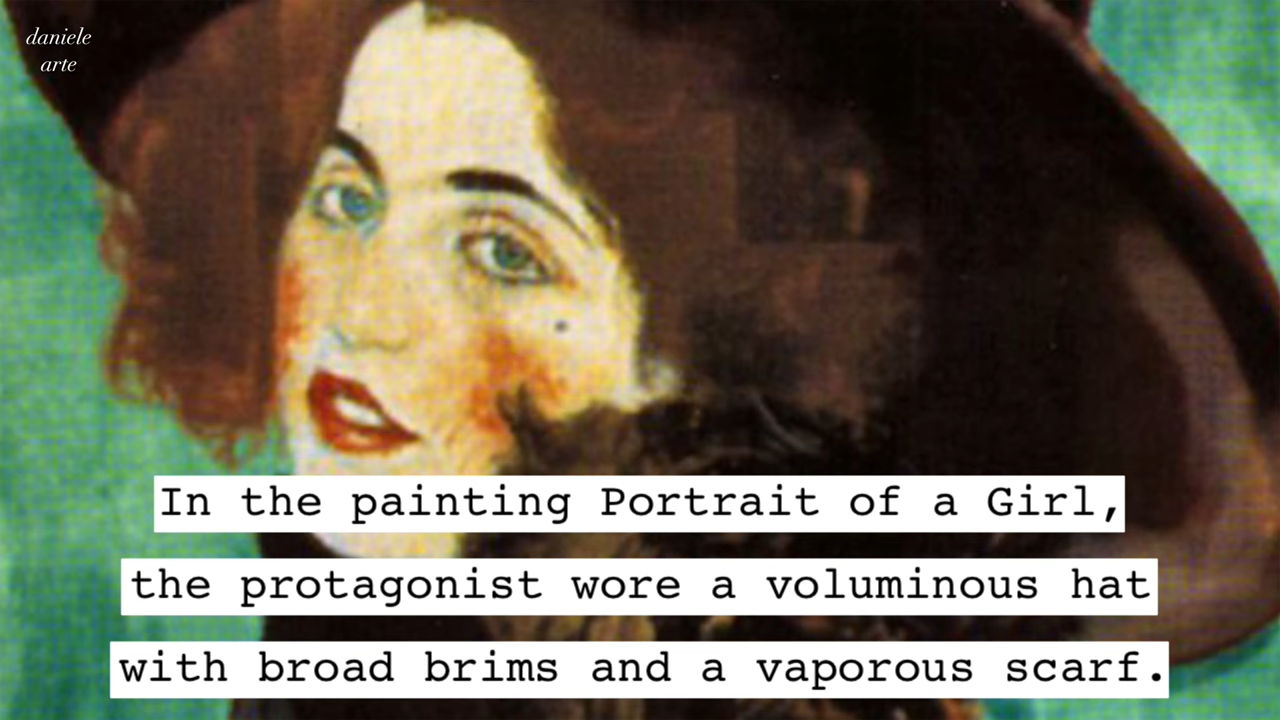 daniele
arte
In the painting Portrait of a Girl,
the protagonist wore a voluminous hat
with broad brims and a vaporous scarf.